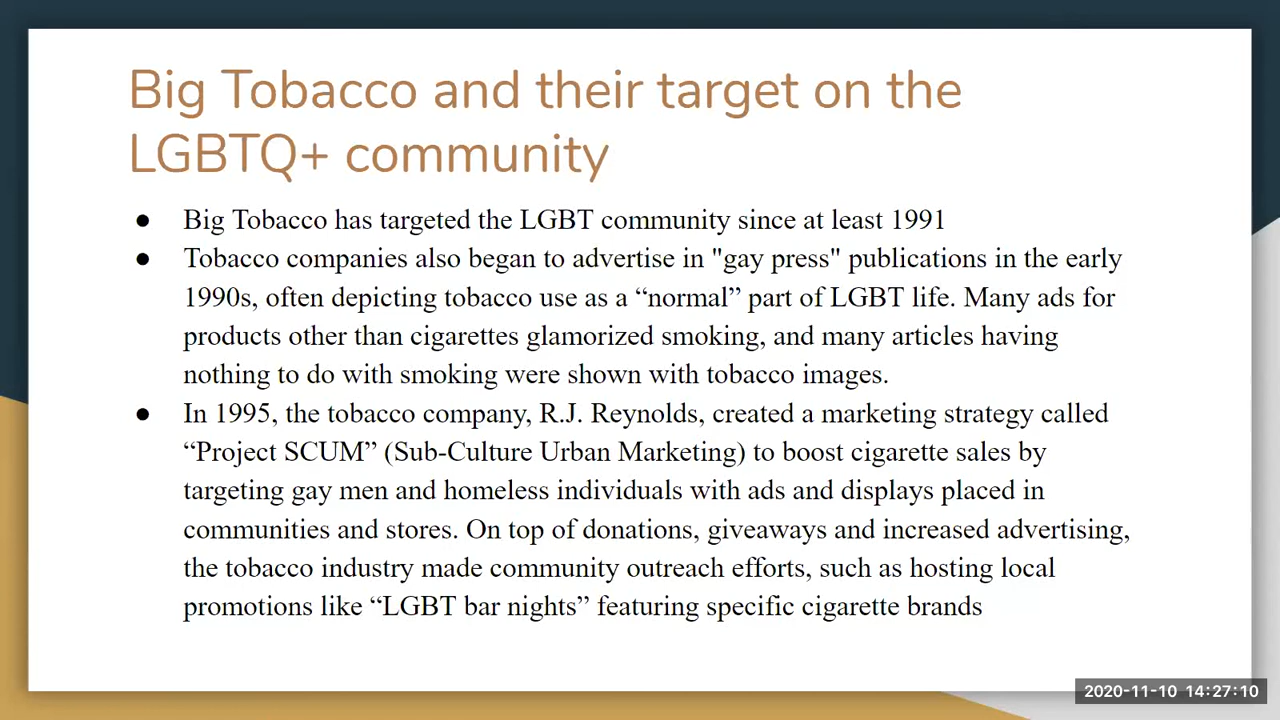 Big Tobacco and their target on the
LGBTQ+ community
● Big Tobacco has targeted the LGBT community since at least 1991
● Tobacco companies also began to advertise in "gay press" publications in the early
1990s, often depicting tobacco use as a “normal” part of LGBT life. Many ads for
products other than cigarettes glamorized smoking, and many articles having
nothing to do with smoking were shown with tobacco images.
● In 1995, the tobacco company, R.J. Reynolds, created a marketing strategy called
“Project SCUM” (Sub-Culture Urban Marketing) to boost cigarette sales by
targeting gay men and homeless individuals with ads and displays placed in
communities and stores. On top of donations, giveaways and increased advertising,
the tobacco industry made community outreach efforts, such as hosting local
promotions like “LGBT bar nights” featuring specific cigarette brands
2020-11-10 14:27:10